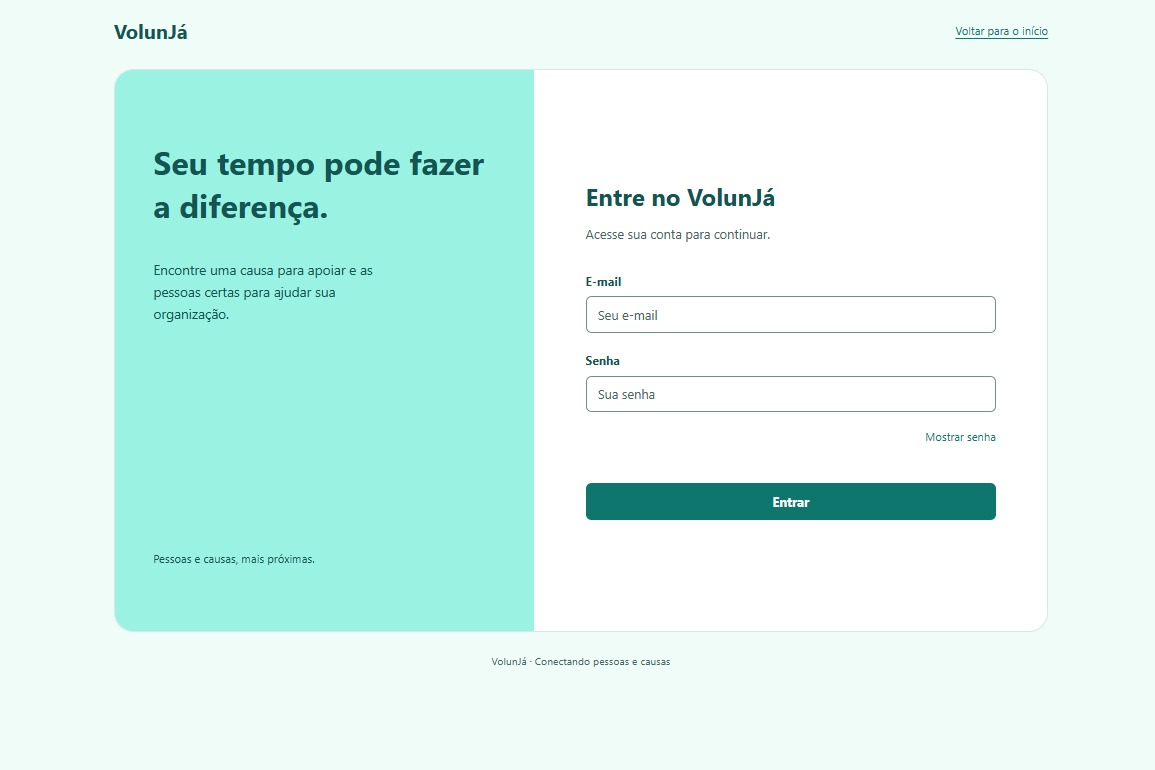 VolunJá
Voltar para o início
Seu tempo pode fazer
a diferença.
Encontre uma causa para apoiar e as
pessoas certas para ajudar sua
organização.
Pessoas e causas, mais próximas.
Entre no VolunJá
Acesse sua conta para continuar.
E-mail
Seu e-mail
Senha
Sua senha
Mostrar senha
Entrar
VolunJá · Conectando pessoas e causas